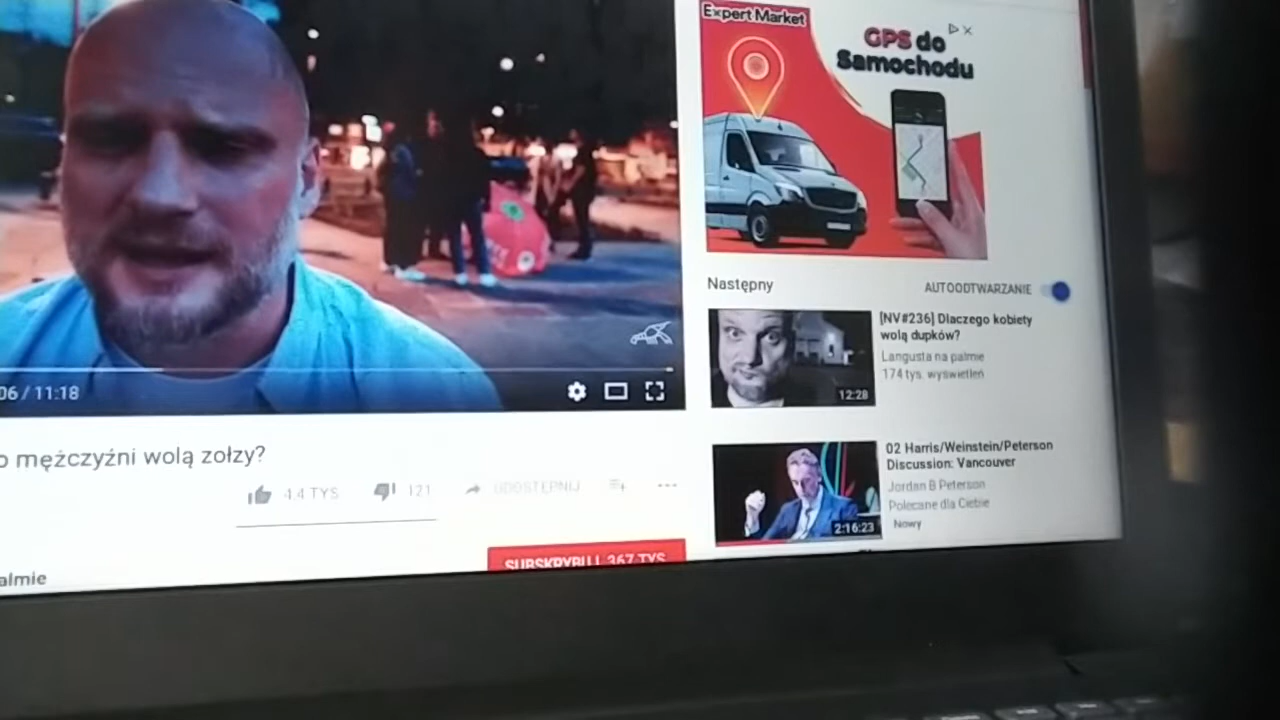 Expert Market
GPS do
Samochodu
06 / 11:18
o mężczyźni wolą zołzy?
4.4 TYS.
121
UDOSTĘPNIJ
SUBSKRYBUJ 367 TYS.
almie
Następny
AUTOODTWARZANIE
[NV#236] Dlaczego kobiety
wolą dupków?
Langusta na palmie
174 tys. wyświetleń
12:28
02 Harris/Weinstein/Peterson
Discussion: Vancouver
Jordan B Peterson
Polecane dla Ciebie
Nowy
2:16:23